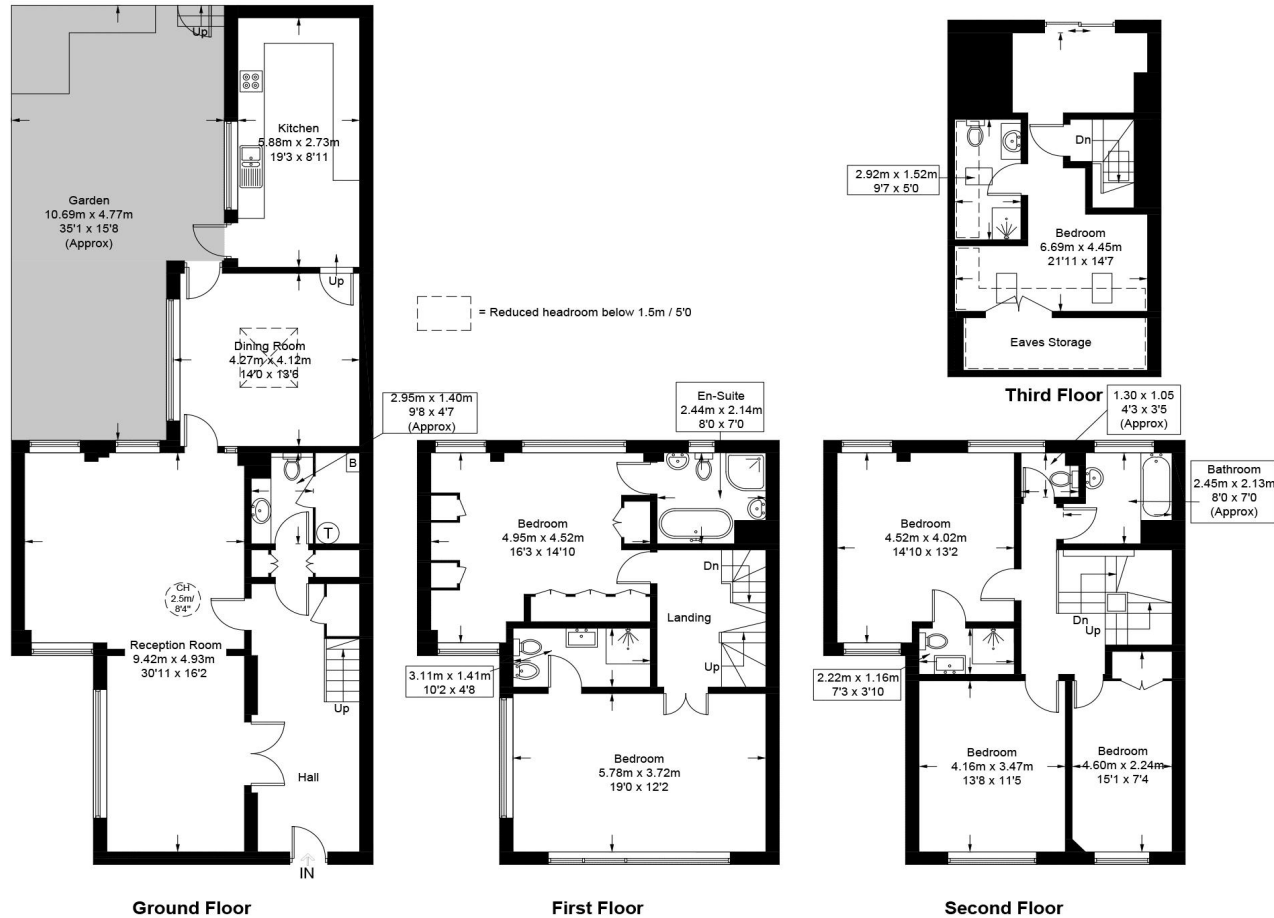 Up
Kitchen
5.88m x 2.73m
19'3 x 8'11
Garden
10.69m x 4.77m
35'1 x 15'8
(Approx)
Up
Dining Room
4.27m x 4.12m
14'0 x 13'6
2.95m x 1.40m
9'8 x 4'7
(Approx)
B
T
CH
2.5m/
8'4"
Reception Room
9.42m x 4.93m
30'11 x 16'2
Up
Hall
IN
Ground Floor
= Reduced headroom below 1.5m / 5'0
En-Suite
2.44m x 2.14m
8'0 x 7'0
Bedroom
4.95m x 4.52m
16'3 x 14'10
Dn
Landing
Up
3.11m x 1.41m
10'2 x 4'8
Bedroom
5.78m x 3.72m
19'0 x 12'2
First Floor
Dn
2.92m x 1.52m
9'7 x 5'0
Bedroom
6.69m x 4.45m
21'11 x 14'7
Eaves Storage
Third Floor
1.30 x 1.05
4'3 x 3'5
(Approx)
Bathroom
2.45m x 2.13m
8'0 x 7'0
(Approx)
Bedroom
4.52m x 4.02m
14'10 x 13'2
Dn
Up
2.22m x 1.16m
7'3 x 3'10
Bedroom
4.16m x 3.47m
13'8 x 11'5
Bedroom
4.60m x 2.24m
15'1 x 7'4
Second Floor